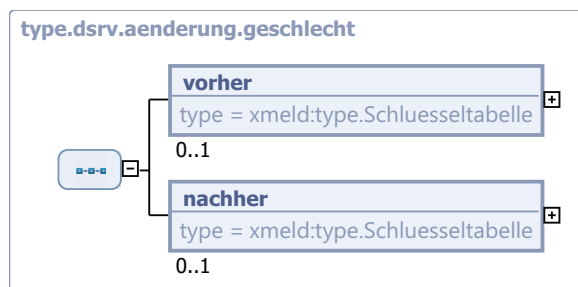 type.dsrv.aenderung.geschlecht
vorher
type = xmeld:type.Schluesseltabelle
0..1
nachher
type = xmeld:type.Schluesseltabelle
0..1